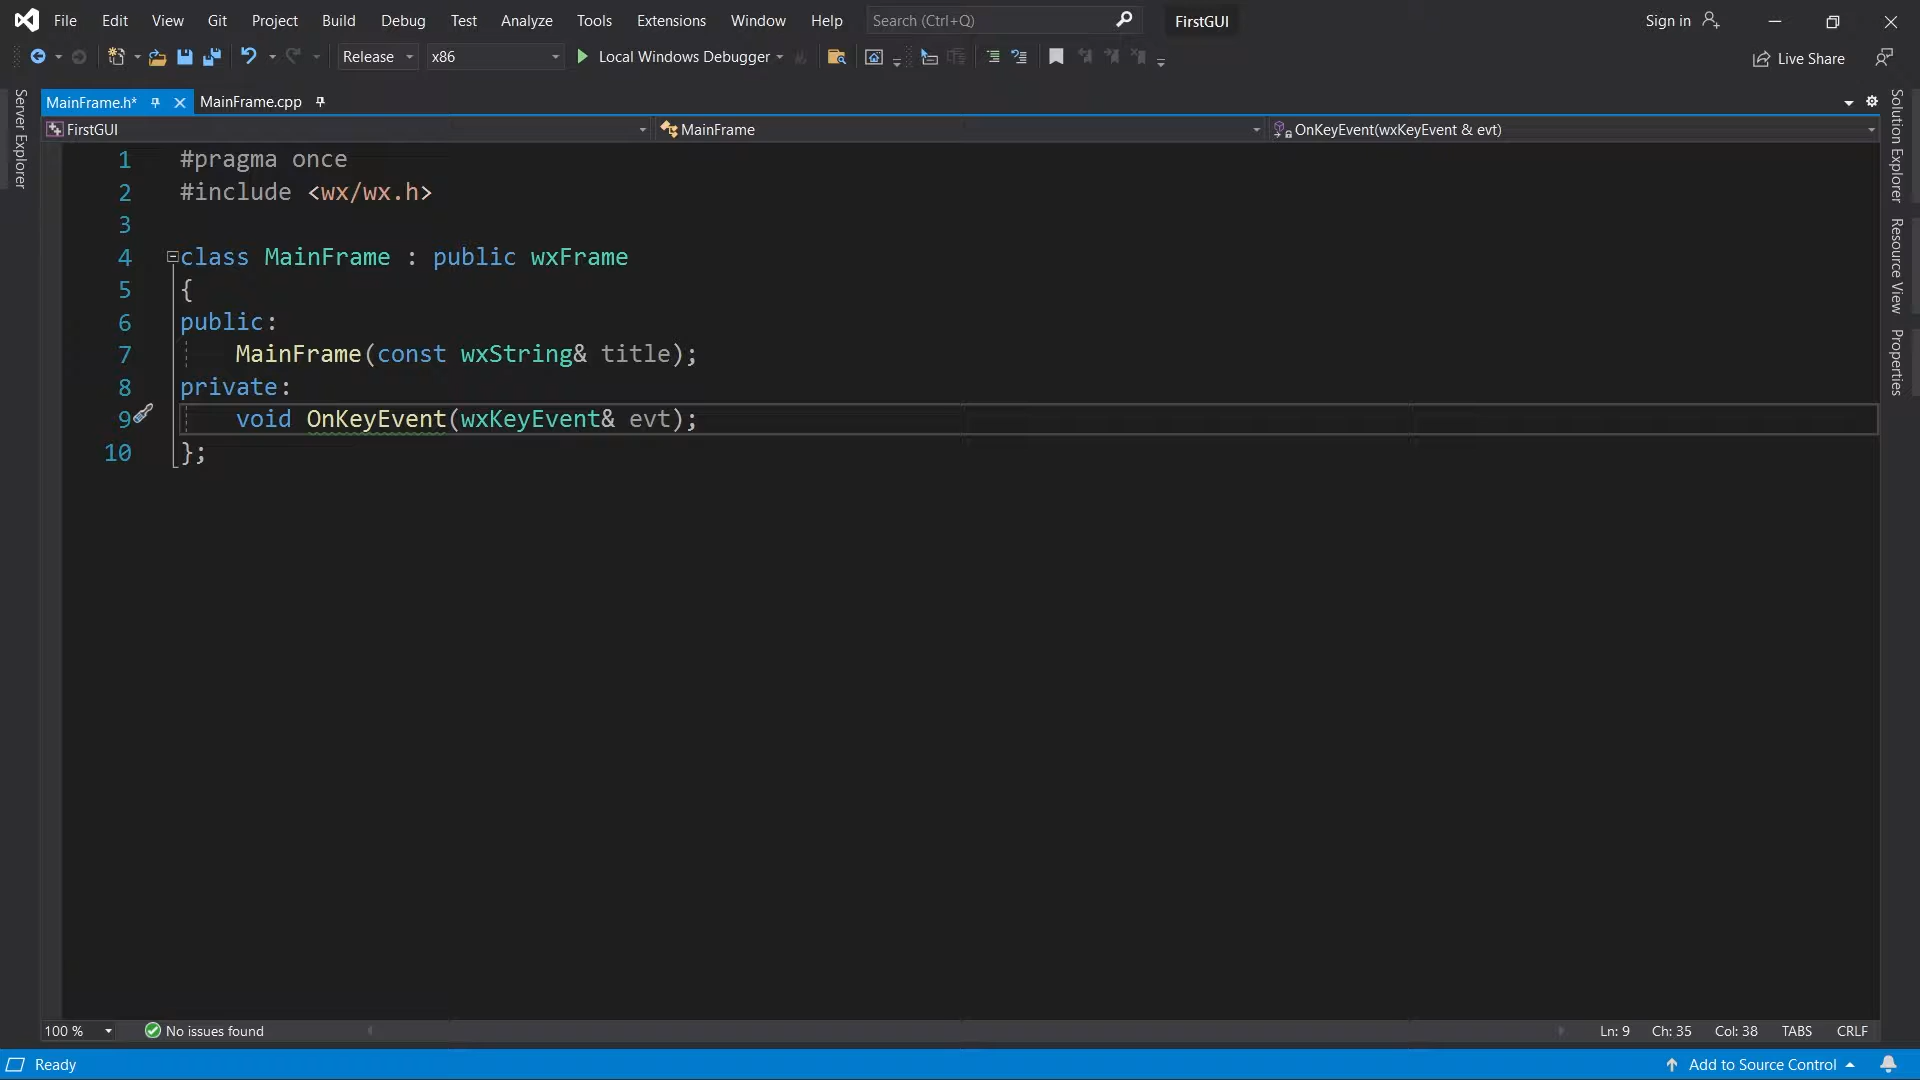 File Edit View Git Project Build Debug Test Analyze Tools Extensions Window Help Search (Ctrl+Q) FirstGUI Sign in
Release x86 Local Windows Debugger Live Share
MainFrame.h* MainFrame.cpp
FirstGUI MainFrame OnKeyEvent(wxKeyEvent & evt)
Server Explorer
Solution Explorer
Resource View
Properties
1 #pragma once
2 #include <wx/wx.h>
3
4 class MainFrame : public wxFrame
5 {
6 public:
7 MainFrame(const wxString& title);
8 private:
9 void OnKeyEvent(wxKeyEvent& evt);
10 };
100 % No issues found Ln: 9 Ch: 35 Col: 38 TABS CRLF
Ready Add to Source Control